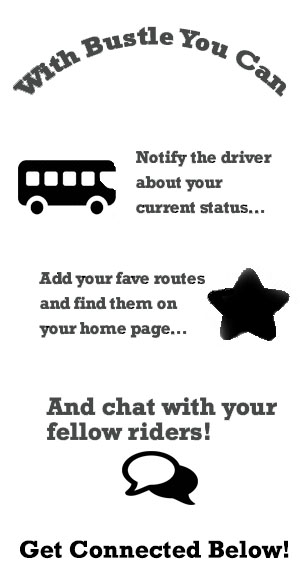 With Bustle You Can
Notify the driver
about your
current status...
Add your fave routes
and find them on
your home page...
And chat with your
fellow riders!
Get Connected Below!